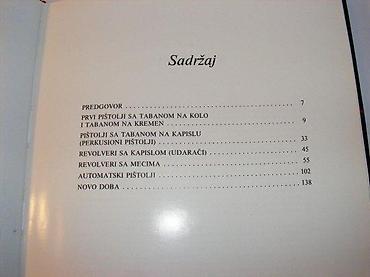 Sadržaj
PREDGOVOR 7
PRVI PIŠTOLJI SA TABANOM NA KOLO
I TABANOM NA KREMEN 9
PIŠTOLJI SA TABANOM NA KAPISLU
(PERKUSIONI PIŠTOLJI) 33
REVOLVERI SA KAPISLOM (UDARAČI) 45
REVOLVERI SA MECIMA 55
AUTOMATSKI PIŠTOLJI 102
NOVO DOBA 138